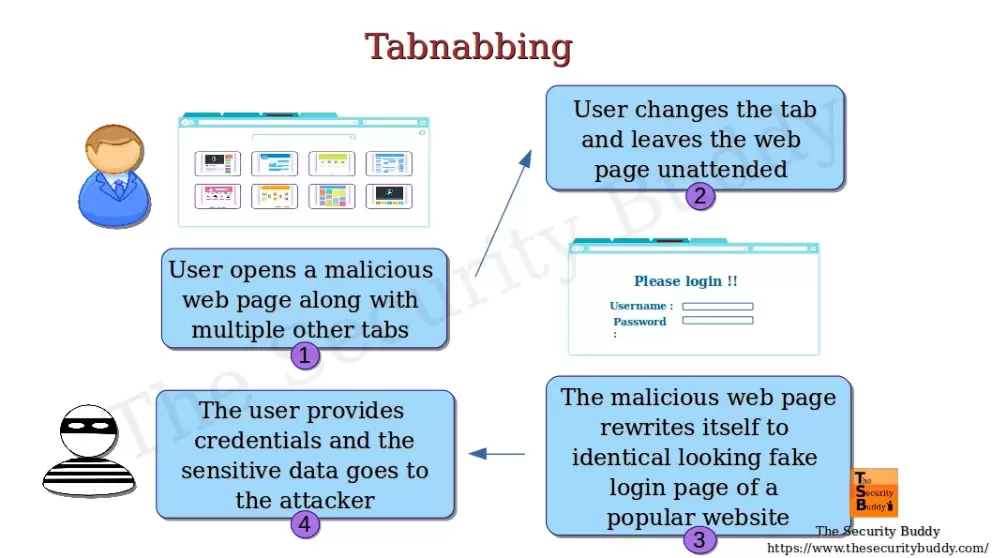 Tabnabbing
User opens a malicious
web page along with
multiple other tabs
1
User changes the tab
and leaves the web
page unattended
2
Please login !!
Username :
Password
:
The malicious web page
rewrites itself to
identical looking fake
login page of a
popular website
3
The user provides
credentials and the
sensitive data goes to
the attacker
4
The Security Buddy
The
Security
Buddy
The Security Buddy
https://www.thesecuritybuddy.com/